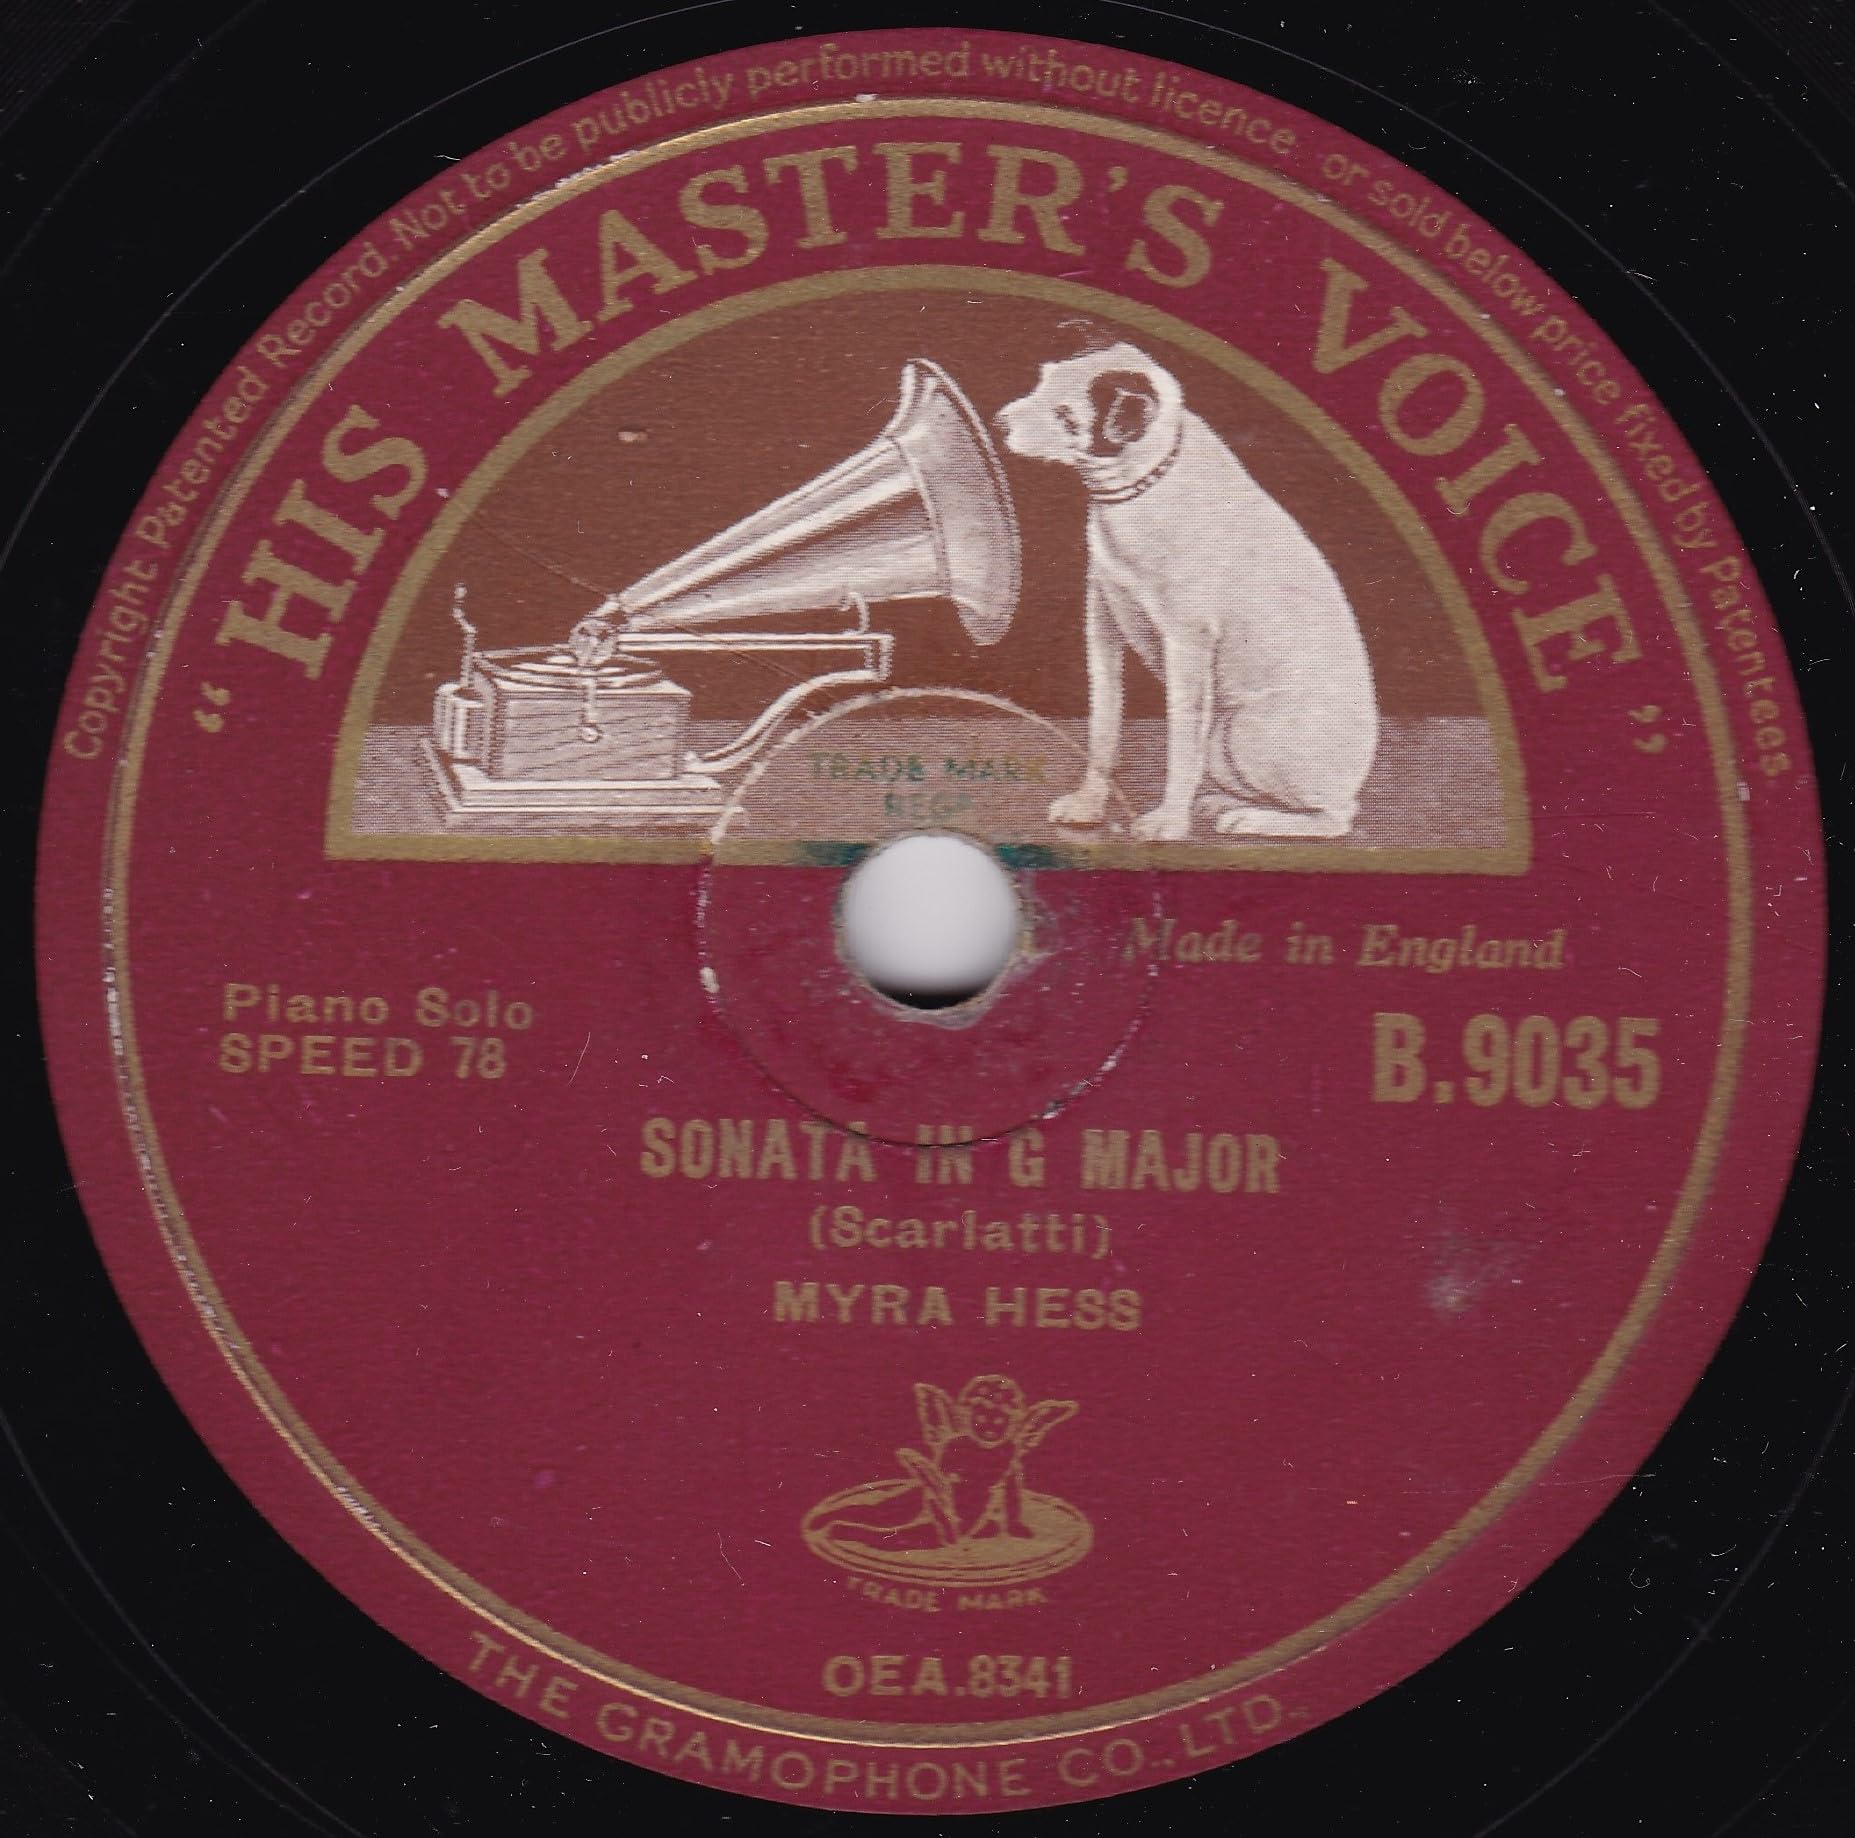 Copyright Patented Record. Not to be publicly performed without licence or sold below price fixed by Patentees.
"HIS MASTER'S VOICE"
TRADE MARK
REGD
Made in England
Piano Solo
SPEED 78
B.9035
SONATA IN G MAJOR
(Scarlatti)
MYRA HESS
TRADE MARK
OEA.8341
THE GRAMOPHONE CO., LTD.